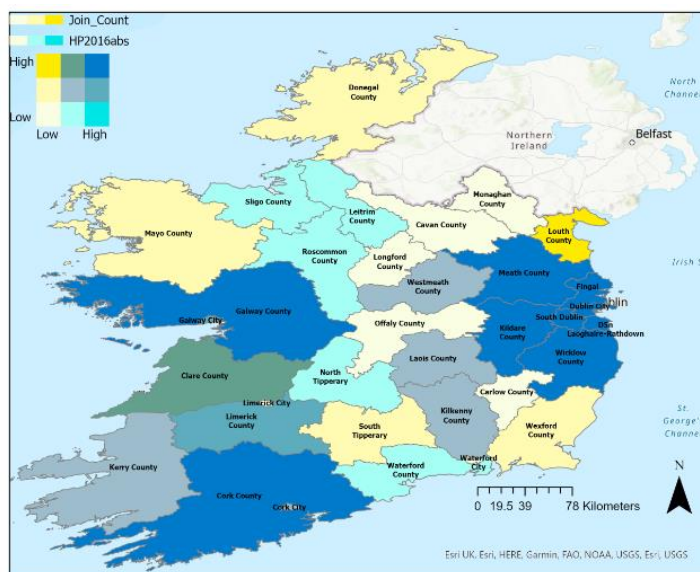 Join_Count
HP2016abs
High
Low
Low
High
North
Channel
Donegal
County
Northern
Ireland
Belfast
Sligo County
Leitrim
County
Monaghan
County
Cavan County
Louth
County
Mayo County
Roscommon
County
Longford
County
Irish S
Westmeath
County
Meath County
Fingal
Dublin City
blin
Galway City
Galway County
Offaly County
Kildare
County
South Dublin
DSn
Laoghaire-Rathdown
Wicklow
County
Laois County
Clare County
North
Tipperary
Carlow County
Limerick City
Limerick
County
Kilkenny
County
South
Tipperary
Wexford
County
St.
George's
Channel
Kerry County
Waterford
County
Waterford
City
Cork County
Cork City
N
0 19.5 39 78 Kilometers
Esri UK, Esri, HERE, Garmin, FAO, NOAA, USGS, Esri, USGS